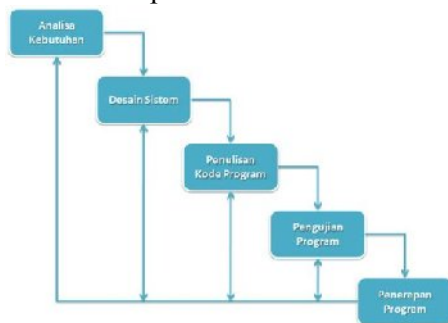 Analisa
Kebutuhan
Desain Sistem
Penulisan
Kode Program
Pengujian
Program
Penerapan
Program